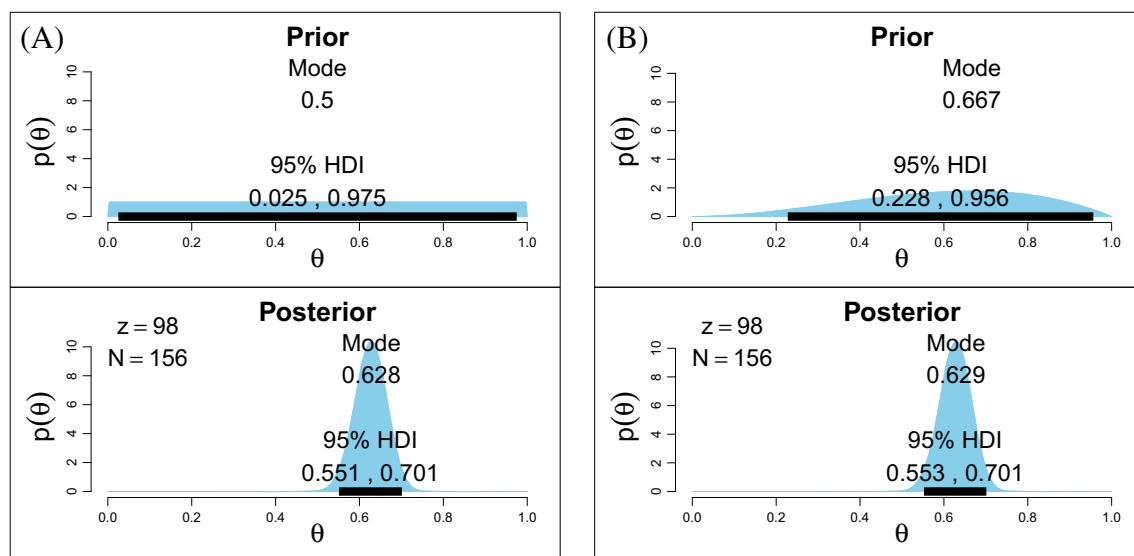 (A)
Prior
Mode
0.5
95% HDI
0.025 , 0.975
p(θ)
0 2 4 6 8 10
0.0 0.2 0.4 0.6 0.8 1.0
θ
Posterior
z = 98
N = 156
Mode
0.628
95% HDI
0.551 , 0.701
p(θ)
0 2 4 6 8 10
0.0 0.2 0.4 0.6 0.8 1.0
θ
(B)
Prior
Mode
0.667
95% HDI
0.228 , 0.956
p(θ)
0 2 4 6 8 10
0.0 0.2 0.4 0.6 0.8 1.0
θ
Posterior
z = 98
N = 156
Mode
0.629
95% HDI
0.553 , 0.701
p(θ)
0 2 4 6 8 10
0.0 0.2 0.4 0.6 0.8 1.0
θ